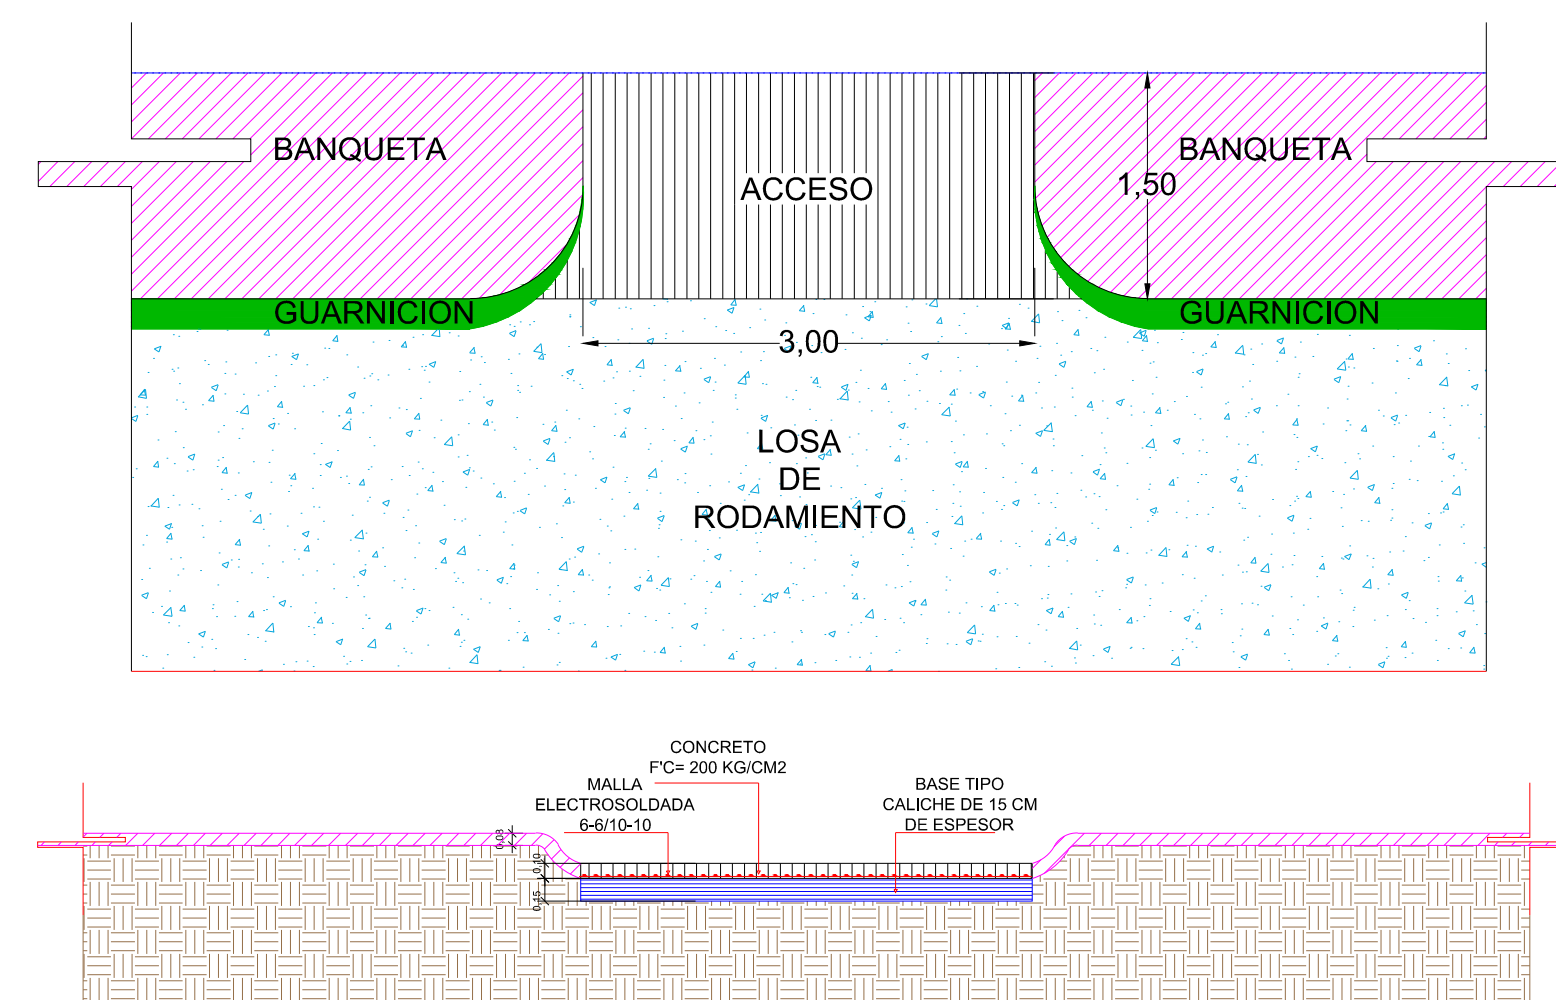 BANQUETA
BANQUETA
ACCESO
1,50
GUARNICION
GUARNICION
3,00
LOSA
DE
RODAMIENTO
CONCRETO
F'C= 200 KG/CM2
MALLA
ELECTROSOLDADA
6-6/10-10
BASE TIPO
CALICHE DE 15 CM
DE ESPESOR
0,08
0,10
0,15